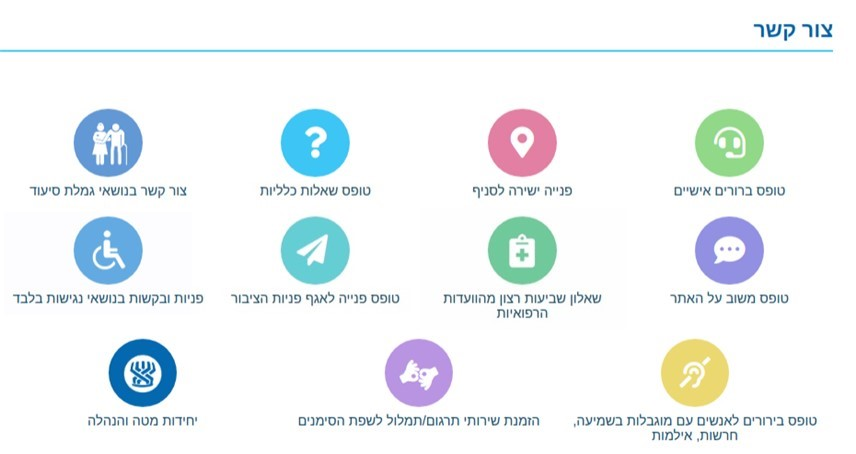 צור קשר
טופס ברורים אישיים
פנייה ישירה לסניף
טופס שאלות כלליות
צור קשר בנושאי גמלת סיעוד
טופס משוב על האתר
שאלון שביעות רצון מהוועדות
הרפואיות
טופס פנייה לאגף פניות הציבור
פניות ובקשות בנושאי נגישות בלבד
טופס בירורים לאנשים עם מוגבלות בשמיעה,
חרשות, אילמות
הזמנת שירותי תרגום/תמלול לשפת הסימנים
יחידות מטה והנהלה